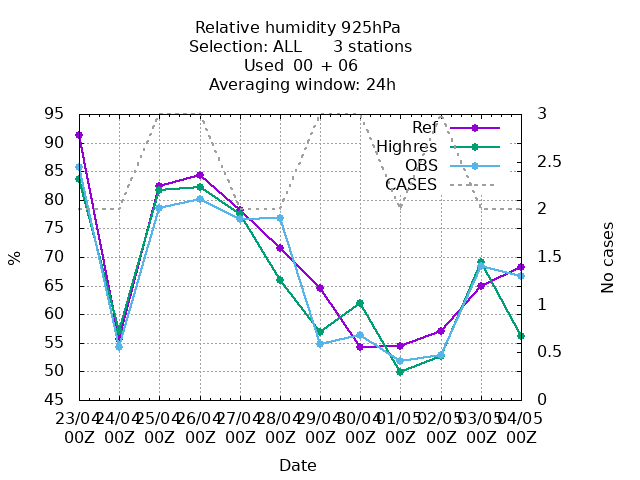 Relative humidity 925hPa
Selection: ALL 3 stations
Used 00 + 06
Averaging window: 24h
95
90
85
80
75
70
65
60
55
50
45
%
3
2.5
2
1.5
1
0.5
0
No cases
Ref
Highres
OBS
CASES
23/04 24/04 25/04 26/04 27/04 28/04 29/04 30/04 01/05 02/05 03/05 04/05
00Z 00Z 00Z 00Z 00Z 00Z 00Z 00Z 00Z 00Z 00Z 00Z
Date